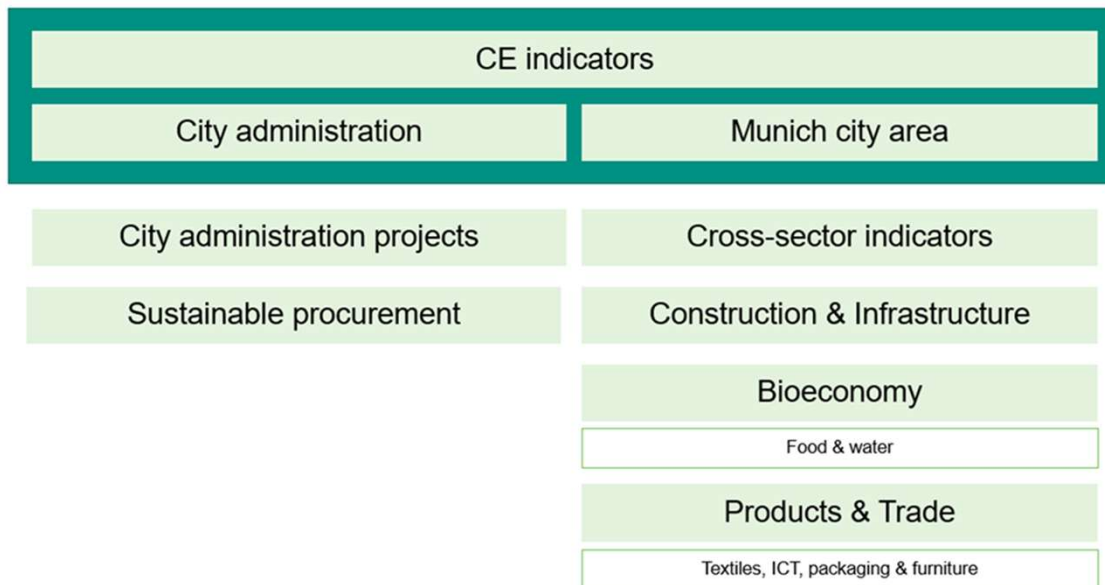 CE indicators
City administration
Munich city area
City administration projects
Cross-sector indicators
Sustainable procurement
Construction & Infrastructure
Bioeconomy
Food & water
Products & Trade
Textiles, ICT, packaging & furniture